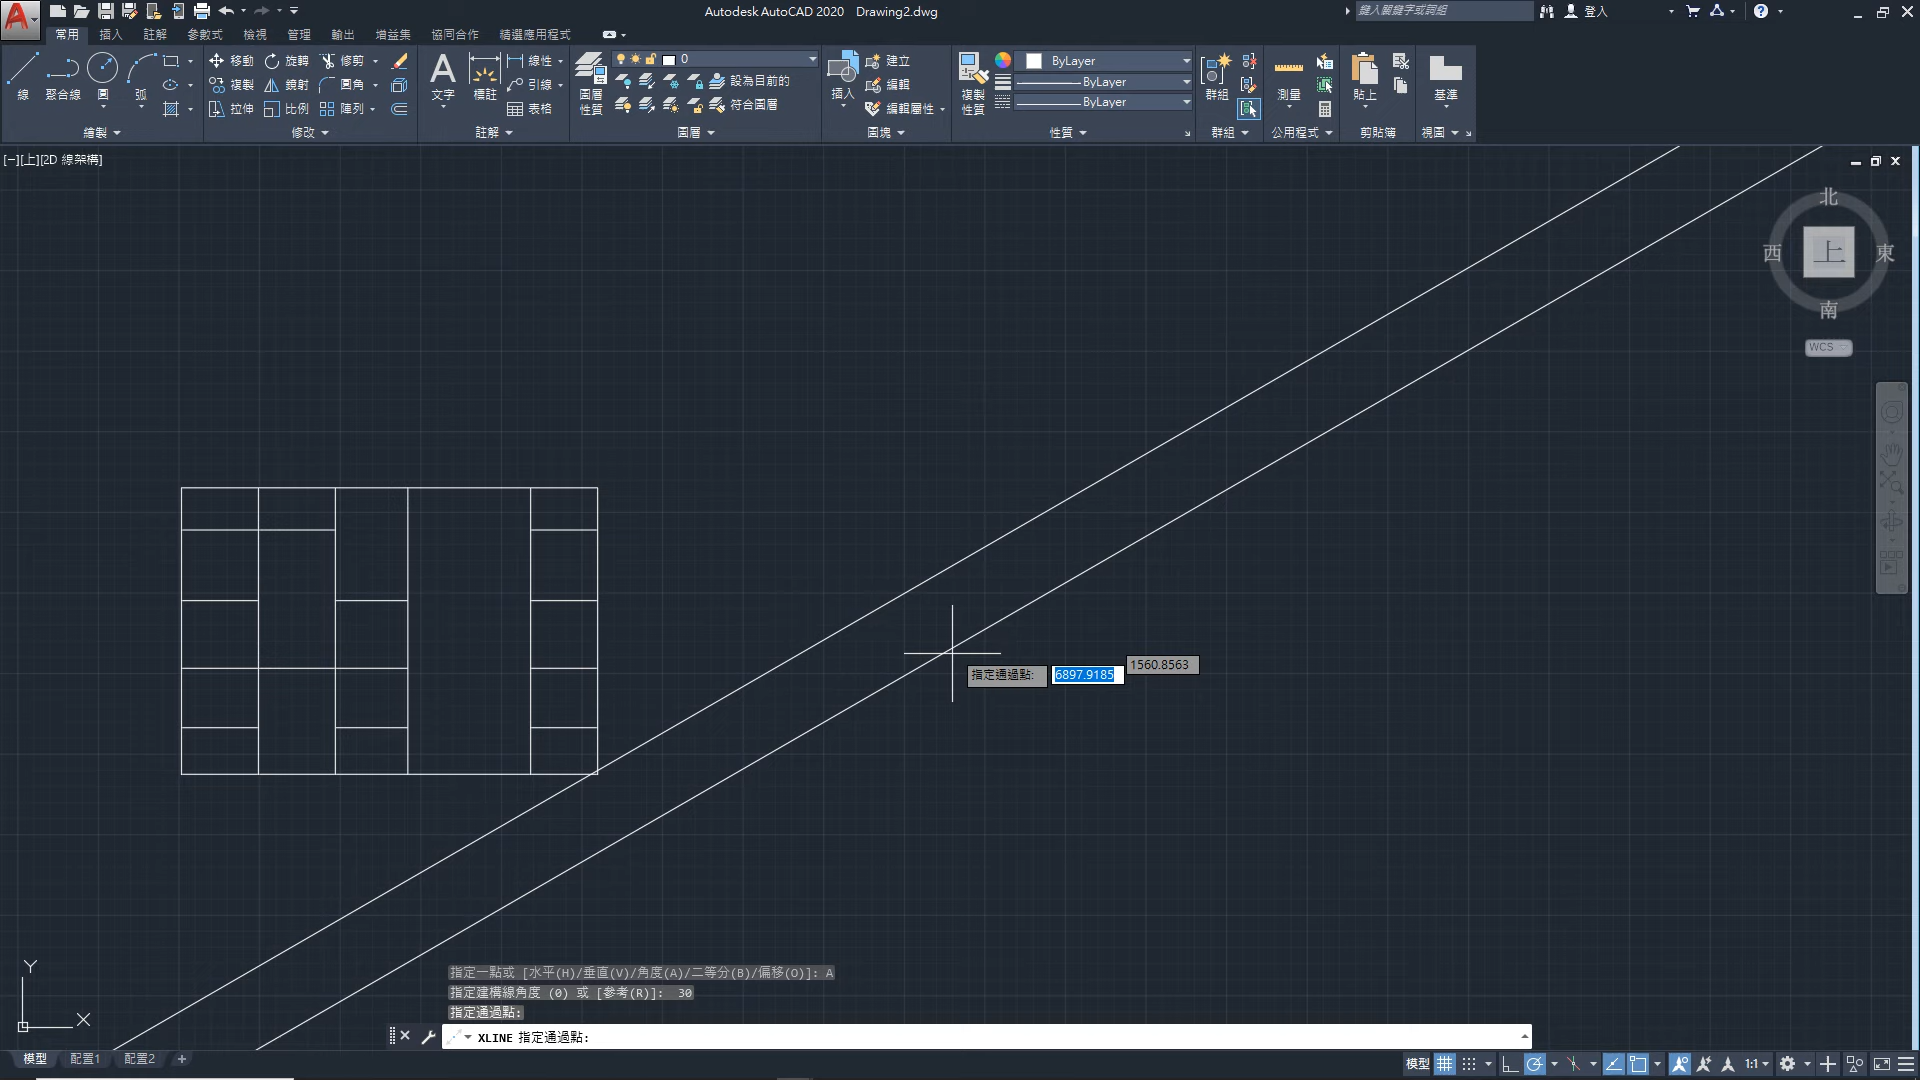 Autodesk AutoCAD 2020 Drawing2.dwg
鍵入關鍵字或詞組
登入
常用 插入 註解 參數式 檢視 管理 輸出 增益集 協同合作 精選應用程式
線 聚合線 圓 弧
繪製
移動 旋轉 修剪
複製 鏡射 圓角
拉伸 比例 陣列
修改
文字 標註
線性
引線
表格
註解
圖層
性質
0
設為目前的
符合圖層
圖層
插入
建立
編輯
編輯屬性
圖塊
複製
性質
ByLayer
ByLayer
ByLayer
性質
群組
群組
測量
公用程式
貼上
剪貼簿
基準
視圖
[−][上][2D 線架構]
北
西 上 東
南
WCS
指定通過點: 6897.9185 1560.8563
Y
X
指定一點或 [水平(H)/垂直(V)/角度(A)/二等分(B)/偏移(O)]: A
指定建構線角度 (0) 或 [參考(R)]: 30
指定通過點:
XLINE 指定通過點:
模型 配置1 配置2 +
模型 1:1